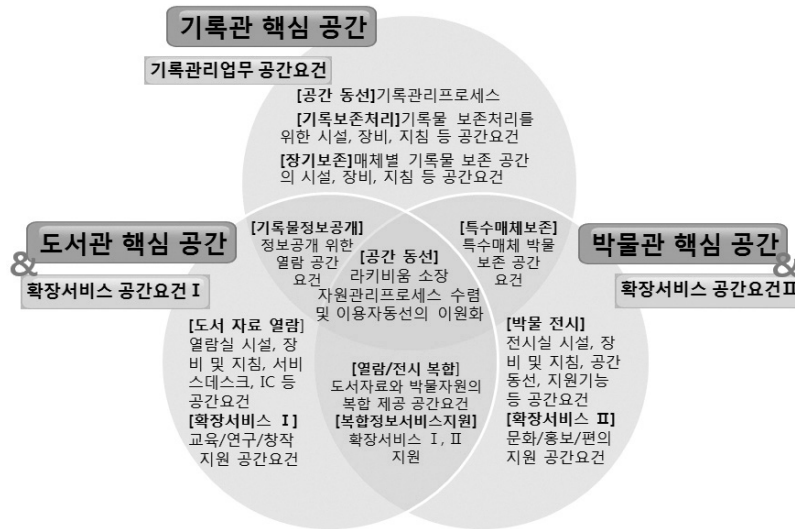 기록관 핵심 공간
기록관리업무 공간요건
[공간 동선]기록관리프로세스
[기록보존처리]기록물 보존처리를
위한 시설, 장비, 지침 등 공간요건
[장기보존]매체별 기록물 보존 공간
의 시설, 장비, 지침 등 공간요건
도서관 핵심 공간
&
확장서비스 공간요건 I
[기록물정보공개]
정보공개 위한
열람 공간
요건
[특수매체보존]
특수매체 박물
보존 공간
요건
박물관 핵심 공간
&
확장서비스 공간요건 II
[공간 동선]
라키비움 소장
자원관리프로세스 수렴
및 이용자동선의 이원화
[도서 자료 열람]
열람실 시설, 장
비 및 지침, 서비
스데스크, IC 등
공간요건
[확장서비스 I]
교육/연구/창작
지원 공간요건
[열람/전시 복합]
도서자료와 박물자원의
복합 제공 공간요건
[복합정보서비스지원]
확장서비스 I, II
지원
[박물 전시]
전시실 시설, 장
비 및 지침, 공간
동선, 지원기능
등 공간요건
[확장서비스 II]
문화/홍보/편의
지원 공간요건